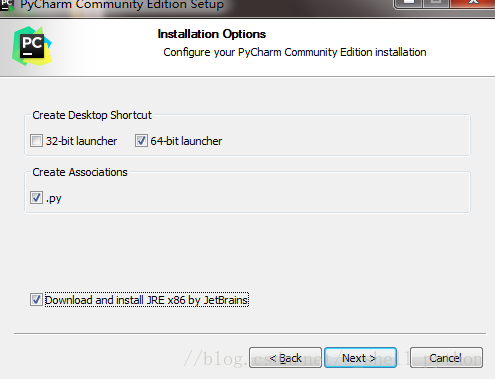 PC PyCharm Community Edition Setup
PC
Installation Options
Configure your PyCharm Community Edition installation
Create Desktop Shortcut
32-bit launcher 64-bit launcher
Create Associations
.py
Download and install JRE x86 by JetBrains
< Back Next > Cancel